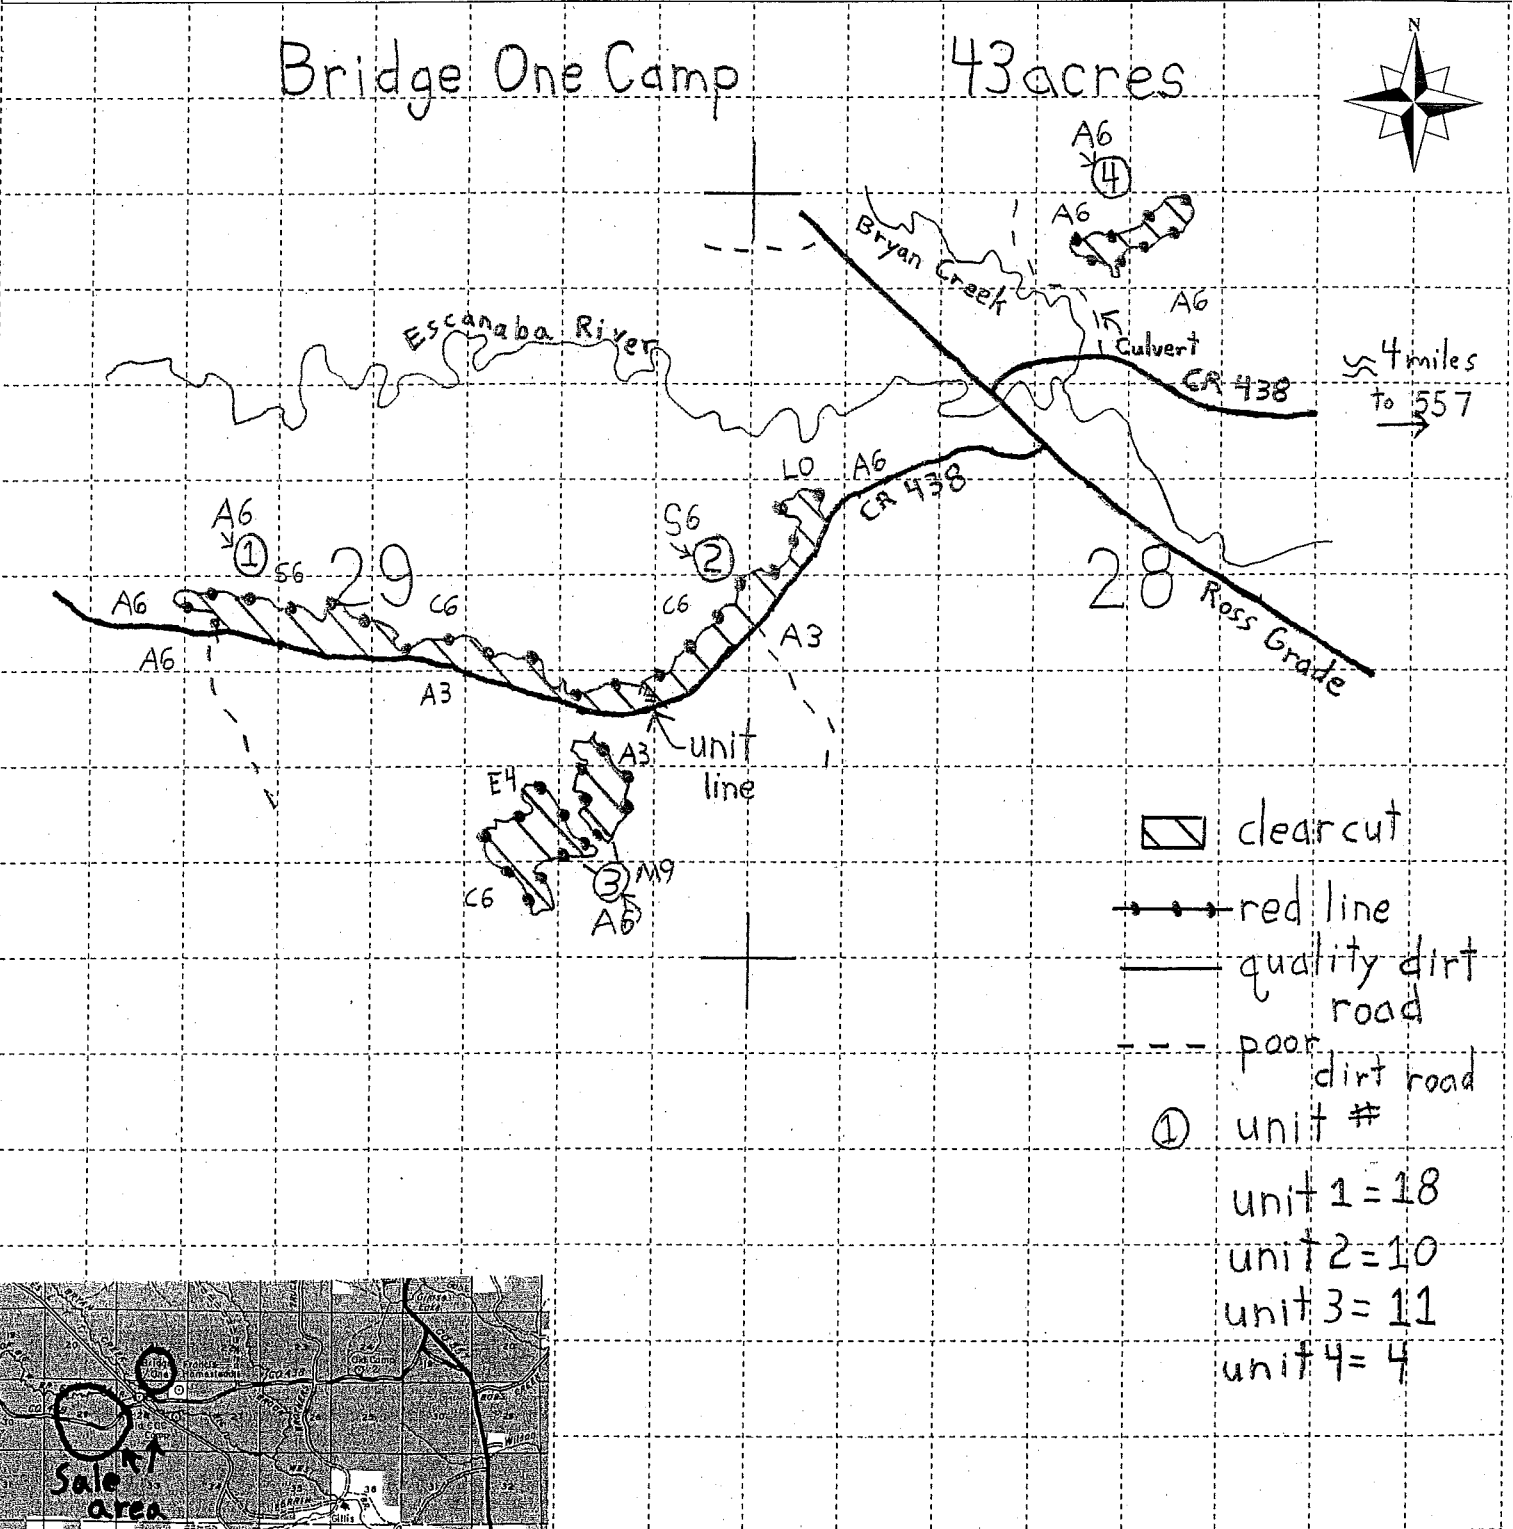 Bridge One Camp 43 acres
N
A6
4
A6
Bryan Creek
A6
Escanaba River
Culvert
CR 438
≈ 4 miles
to 557
LO
A6
CR 438
A6
1
S6
29
S6
2
28
A6
C6
C6
A3
Ross Grade
A6
A3
unit
line
A3
E4
C6
3
M9
A6
clearcut
red line
quality dirt
road
poor
dirt road
1 unit #
unit 1 = 18
unit 2 = 10
unit 3 = 11
unit 4 = 4
Sale
area
Gillis